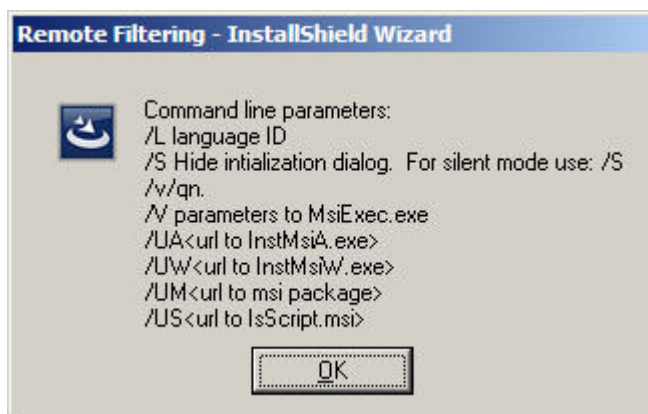 Remote Filtering - InstallShield Wizard
Command line parameters:
/L language ID
/S Hide intialization dialog.  For silent mode use: /S
/v/qn.
/V parameters to MsiExec.exe
/UA<url to InstMsiA.exe>
/UW<url to InstMsiW.exe>
/UM<url to msi package>
/US<url to IsScript.msi>
OK